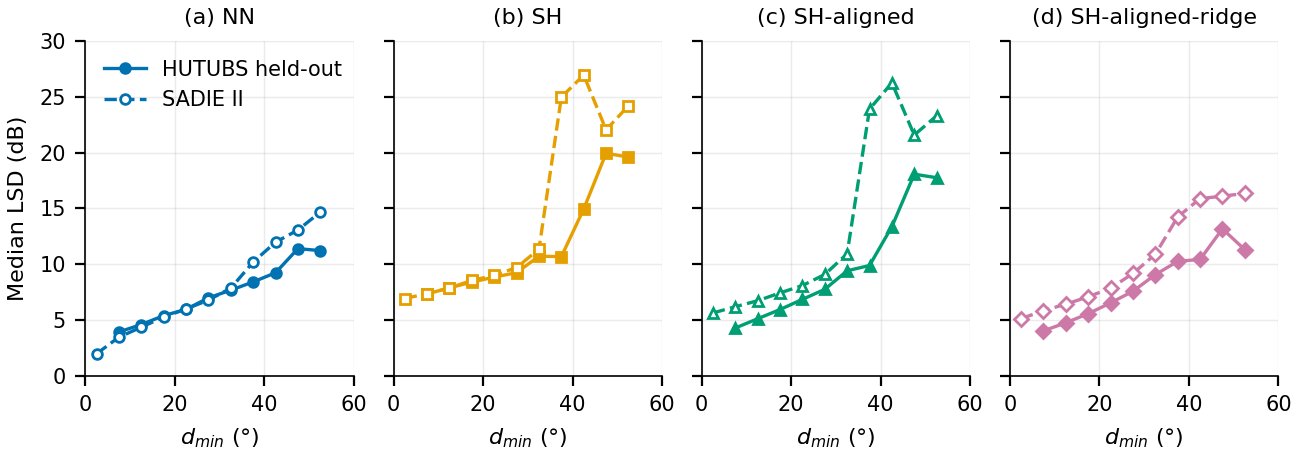 (a) NN
(b) SH
(c) SH-aligned
(d) SH-aligned-ridge
Median LSD (dB)
30
25
20
15
10
5
0
HUTUBS held-out
SADIE II
0 20 40 60
0 20 40 60
0 20 40 60
0 20 40 60
d_min (°)
d_min (°)
d_min (°)
d_min (°)